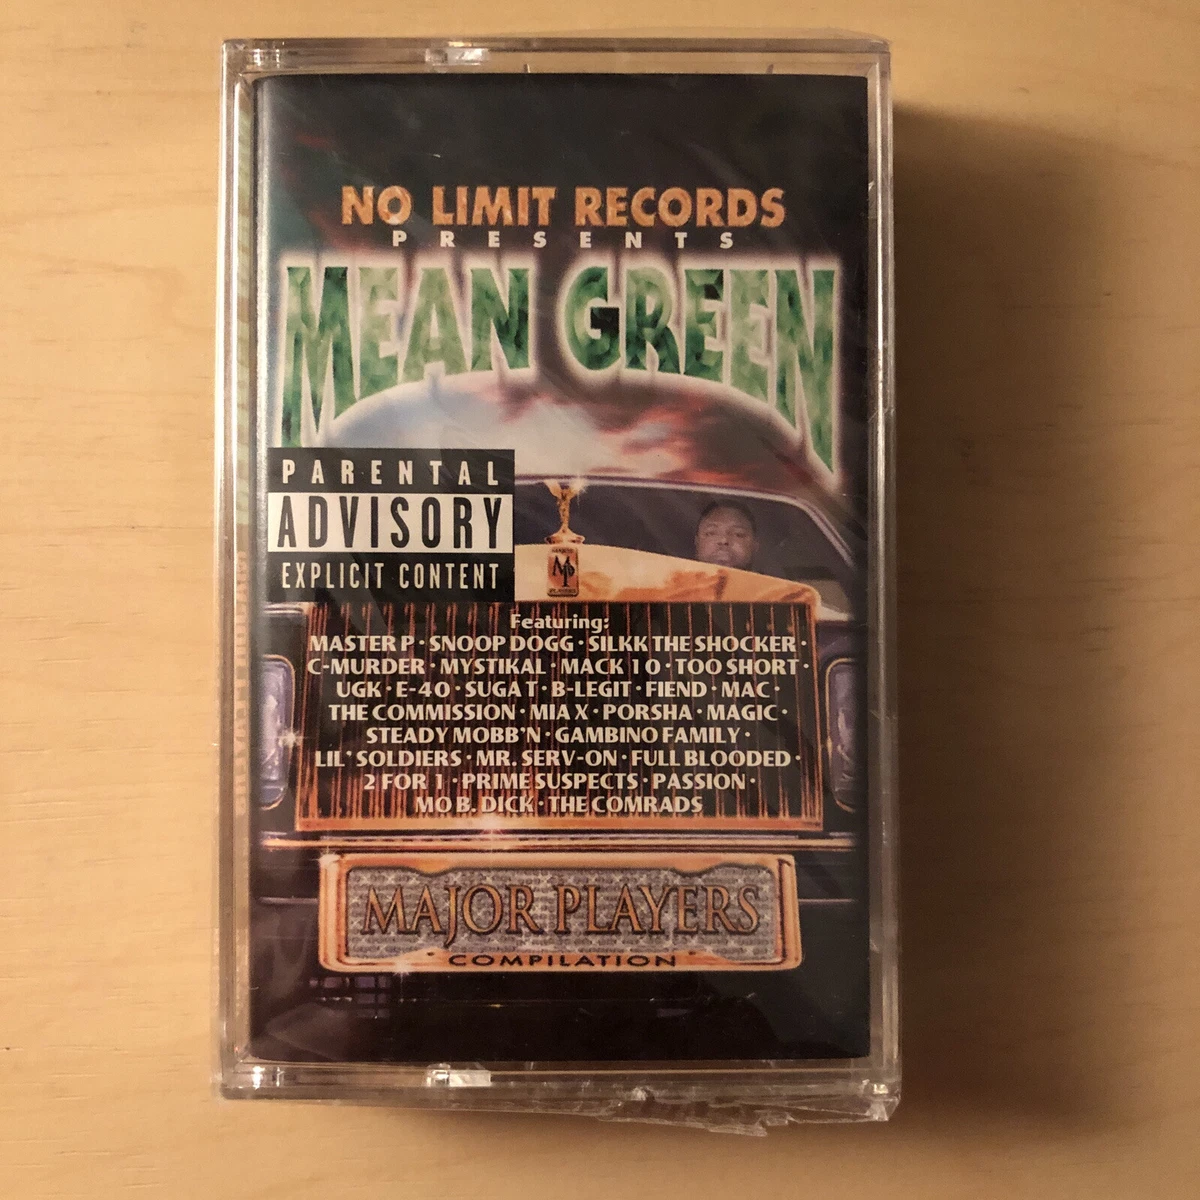 NO LIMIT RECORDS
PRESENTS
MEAN GREEN
PARENTAL
ADVISORY
EXPLICIT CONTENT
MP
Featuring:
MASTER P · SNOOP DOGG · SILKK THE SHOCKER ·
C-MURDER · MYSTIKAL · MACK 10 · TOO SHORT ·
UGK · E-40 · SUGA T · B-LEGIT · FIEND · MAC ·
THE COMMISSION · MIA X · PORSHA · MAGIC ·
STEADY MOBB'N · GAMBINO FAMILY ·
LIL' SOLDIERS · MR. SERV-ON · FULL BLOODED ·
2 FOR 1 · PRIME SUSPECTS · PASSION ·
MO B. DICK · THE COMRADS
MAJOR PLAYERS
COMPILATION